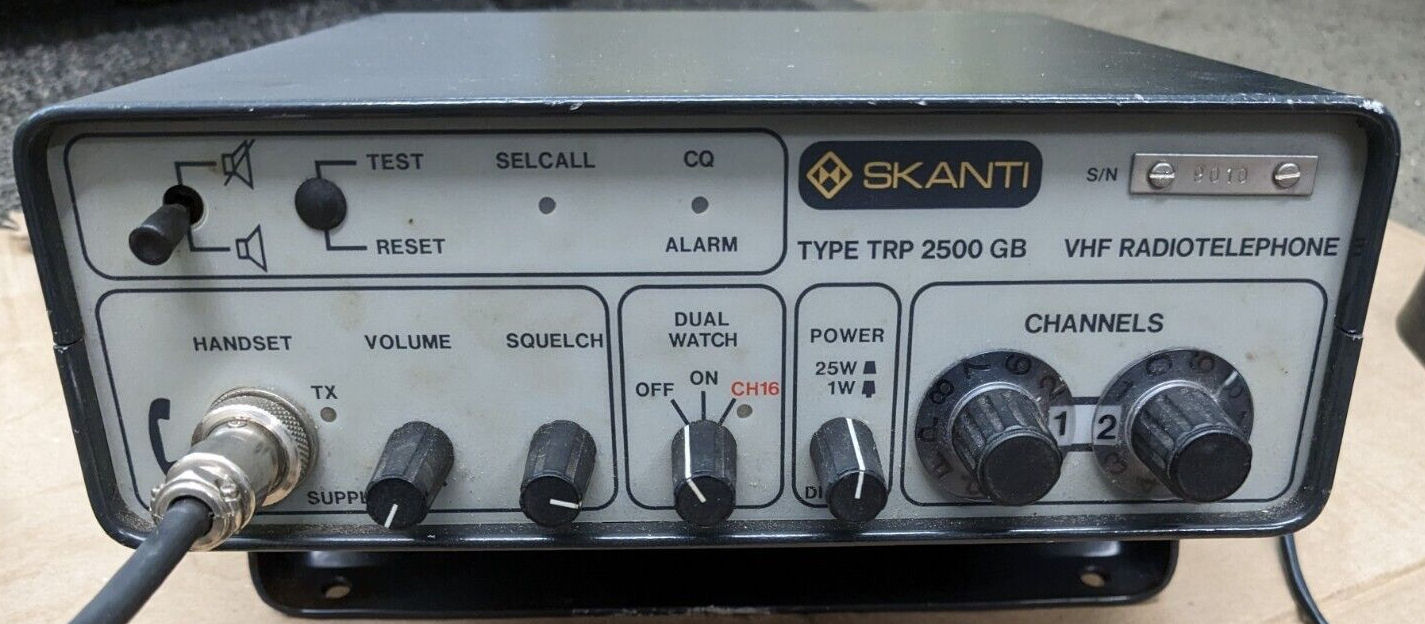 TEST
RESET
SELCALL
CQ
ALARM
SKANTI
S/N 9010
TYPE TRP 2500 GB VHF RADIOTELEPHONE
HANDSET
TX
VOLUME
SQUELCH
DUAL
WATCH
OFF ON CH16
POWER
25W
1W
CHANNELS
1 2